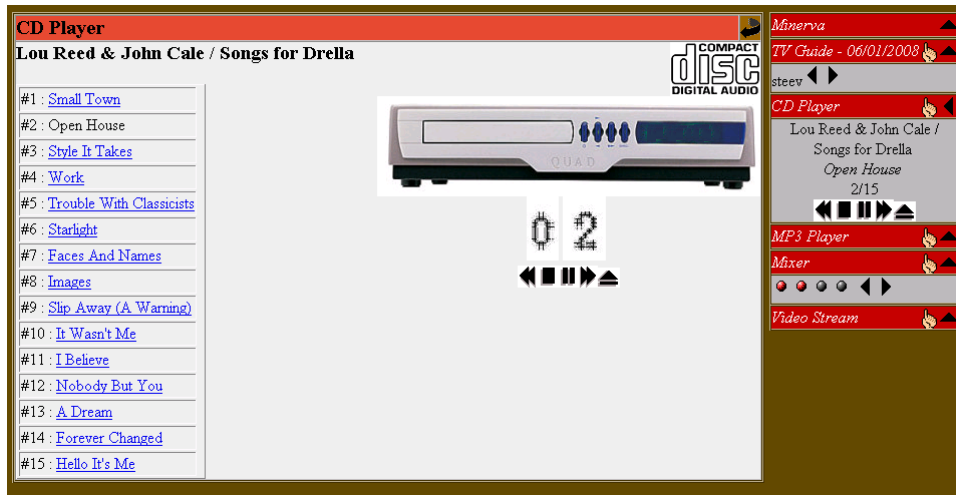 CD Player
Lou Reed & John Cale / Songs for Drella
COMPACT
disc
DIGITAL AUDIO
#1 : Small Town
#2 : Open House
#3 : Style It Takes
#4 : Work
#5 : Trouble With Classicists
#6 : Starlight
#7 : Faces And Names
#8 : Images
#9 : Slip Away (A Warning)
#10 : It Wasn't Me
#11 : I Believe
#12 : Nobody But You
#13 : A Dream
#14 : Forever Changed
#15 : Hello It's Me
QUAD
02
Minerva
TV Guide - 06/01/2008
steev
CD Player
Lou Reed & John Cale /
Songs for Drella
Open House
2/15
MP3 Player
Mixer
Video Stream